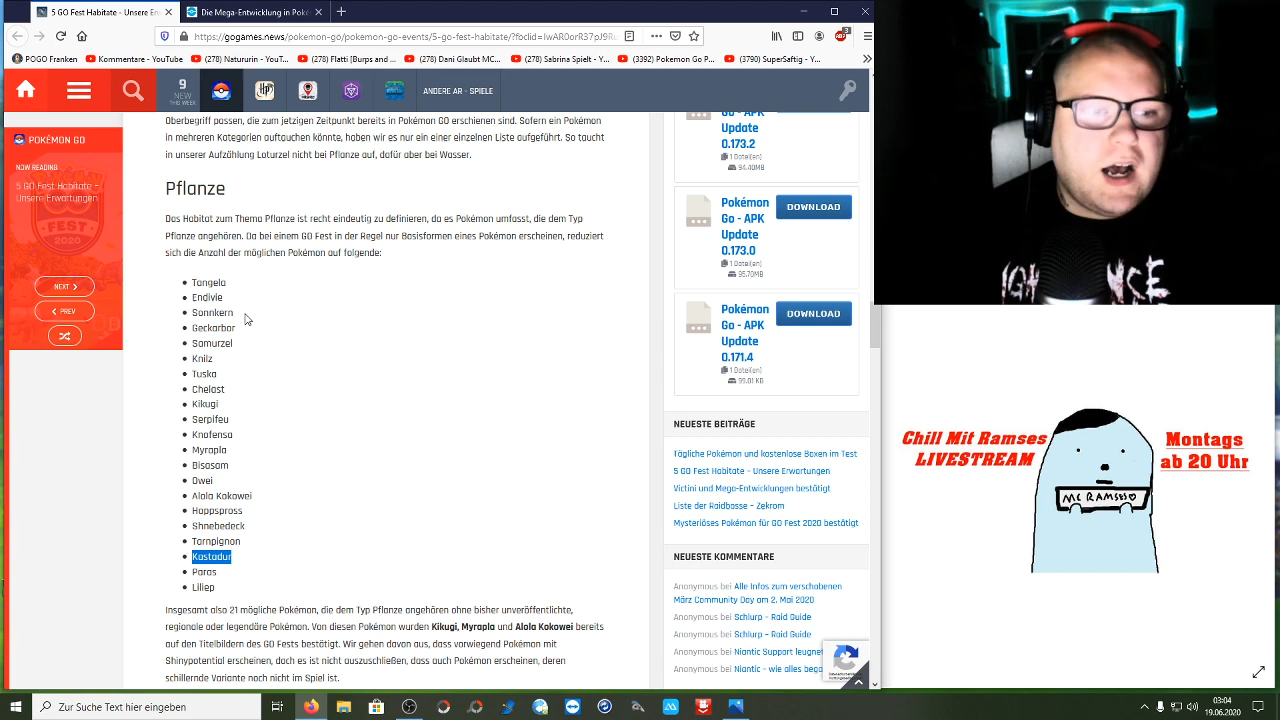 5 GO Fest Habitate - Unsere Er
Die Mega-Entwicklung in Pok
https://gogames.news/pokemon-go/pokemon-go-events/5-go-fest-habitate/?fbclid=IwAR0orR37pJ9R
3
POGO Franken
Kommentare - YouTube
(278) Natururin - YouT...
(278) Flatti [Burps and ...
(278) Dani Glaubt MC...
(278) Sabrina Spielt - Y...
(3392) Pokemon Go P...
(3790) SuperSaftig - Yo...
9
NEW
THIS WEEK
ANDERE AR - SPIELE
POKÉMON GO
NOW READING
5 GO Fest Habitate –
Unsere Erwartungen
FEST
2020
NEXT
PREV
Oberbegriff passen, die zum jetzigen Zeitpunkt bereits in Pokémon GO erschienen sind. Sofern ein Pokémon
in mehreren Kategorien auftauchen könnte, haben wir es nur ein einer einzelnen Liste aufgeführt. So taucht
in unserer Aufzählung Loturzel nicht bei Pflanze auf, dafür aber bei Wasser.
Pflanze
Das Habitat zum Thema Pflanze ist recht eindeutig zu definieren, da es Pokémon umfasst, die dem Typ
Pflanze angehören. Da bei einem GO Fest in der Regel nur Basisformen eines Pokémon erscheinen, reduziert
sich die Anzahl der möglichen Pokémon auf folgende:
Tangela
Endivie
Sonnkern
Geckarbor
Samurzel
Knilz
Tuska
Chelast
Kikugi
Serpifeu
Knofensa
Myrapla
Bisasam
Owei
Alola Kokowei
Hoppspross
Shnebedeck
Tarnpignon
Kastadur
Paras
Liliep
Insgesamt also 21 mögliche Pokémon, die dem Typ Pflanze angehören ohne bisher unveröffentlichte,
regionale oder legendäre Pokémon. Von diesen Pokémon sind Kikugi, Myrapla und Alola Kokowei bereits
auf den Titelbildern des GO Fests bestätigt. Wir gehen davon aus, dass vorwiegend Pokémon mit
Shinypotential erscheinen, doch es ist nicht auszuschließen, dass auch Pokémon erscheinen, deren
schillernde Variante noch nicht im Spiel ist.
Go - APK
Update
0.173.2
1 Datei[en]
94.40MB
Pokémon
Go - APK
Update
0.173.0
1 Datei[en]
95.70MB
DOWNLOAD
Pokémon
Go - APK
Update
0.171.4
1 Datei[en]
99.01 KB
DOWNLOAD
NEUESTE BEITRÄGE
Tägliche Pokémon und kostenlose Boxen im Test
5 GO Fest Habitate – Unsere Erwartungen
Victini und Mega-Entwicklungen bestätigt
Liste der Raidbosse – Zekrom
Mysteriöses Pokémon für GO Fest 2020 bestätigt
NEUESTE KOMMENTARE
Anonymous bei Alle Infos zum verschobenen
März Community Day am 2. Mai 2020
Anonymous bei Schlurp – Raid Guide
Anonymous bei Schlurp – Raid Guide
Anonymous bei Niantic Support leugnet
Anonymous bei Niantic – wie alles bega
Chill Mit Ramses
LIVESTREAM
Montags
ab 20 Uhr
MC RAMSES
Zur Suche Text hier eingeben
03:04
19.06.2020